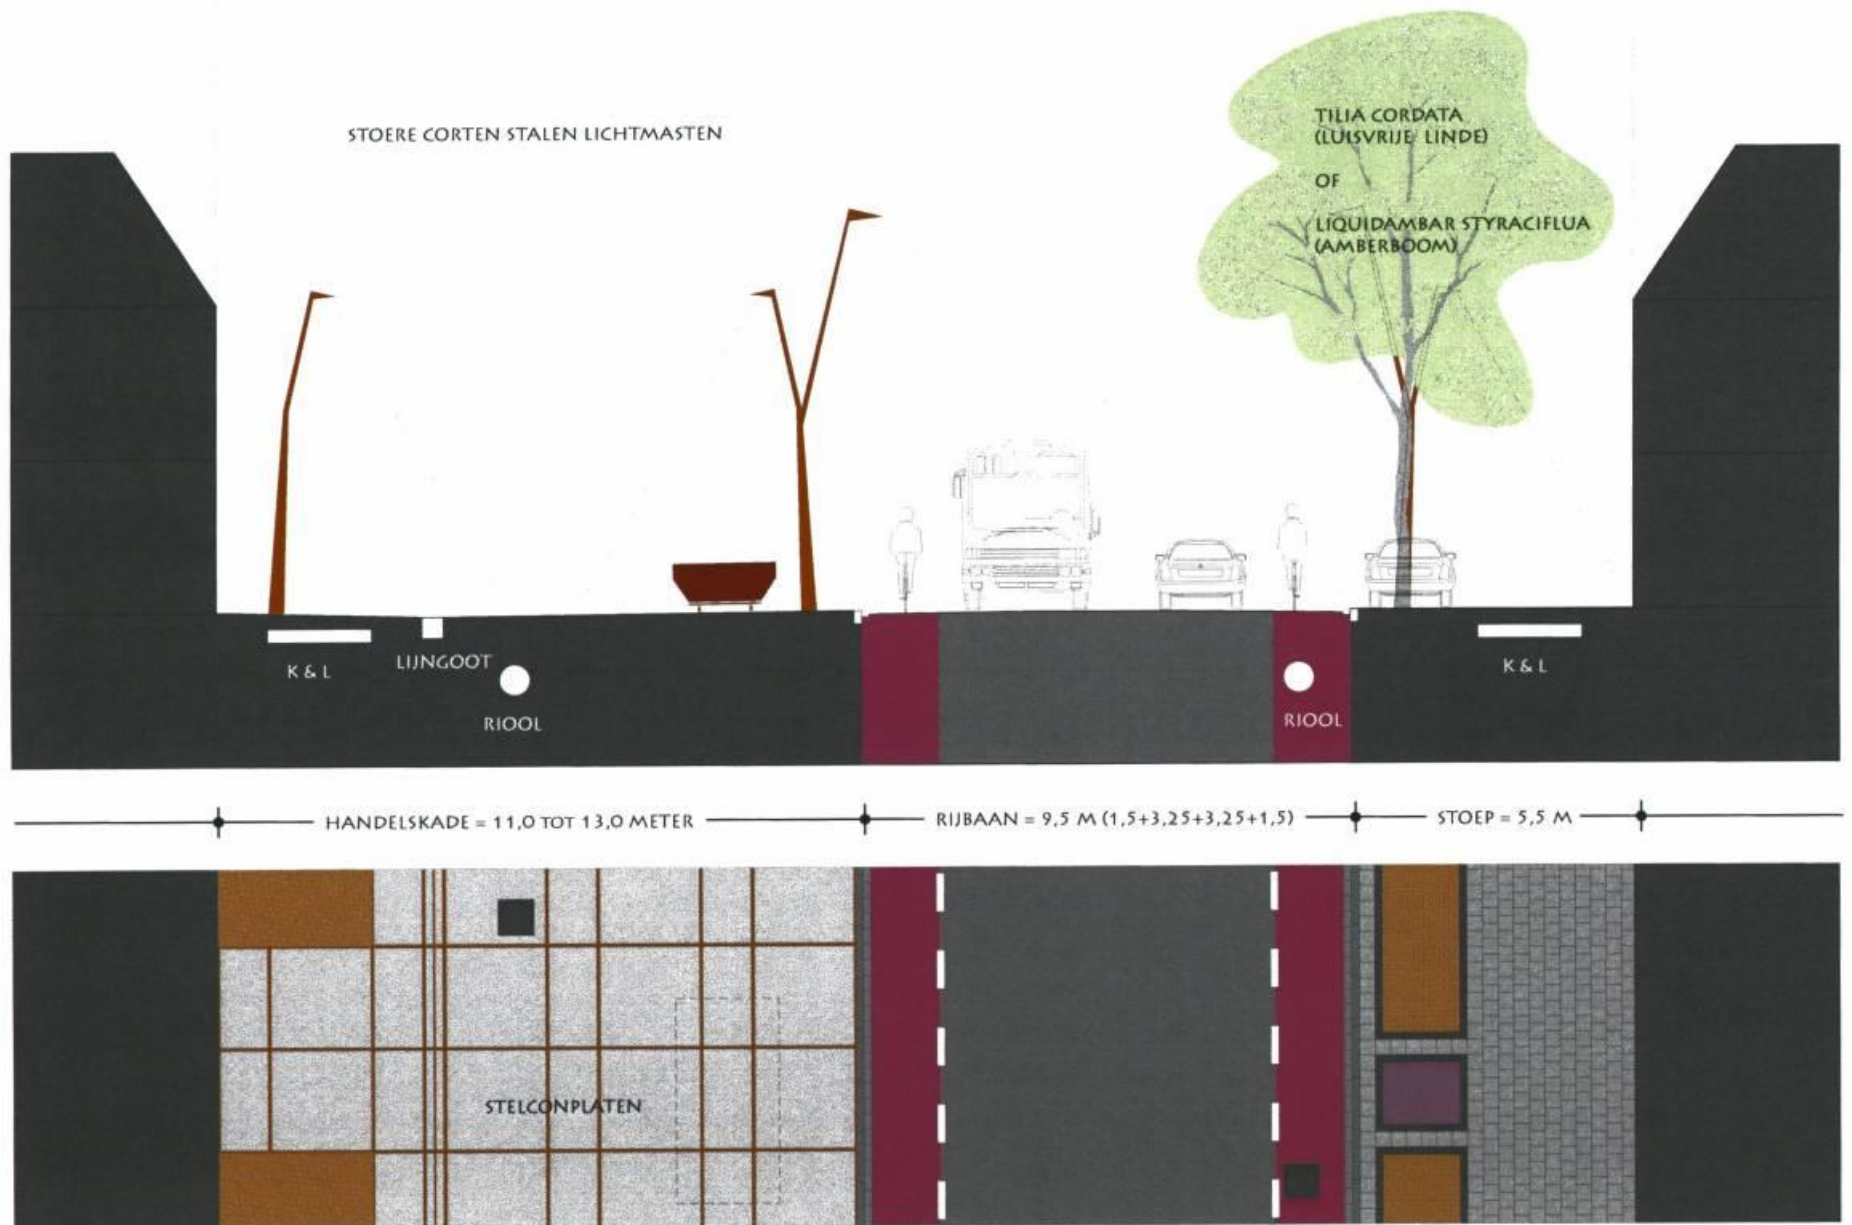 STOERE CORTEN STALEN LICHTMASTEN
TILIA CORDATA
(LUISVRIJE LINDE)
OF
LIQUIDAMBAR STYRACIFLUA
(AMBERBOOM)
K & L
LIJNGOOT
RIOOL
RIOOL
K & L
HANDELSKADE = 11,0 TOT 13,0 METER
RIJBAAN = 9,5 M (1,5+3,25+3,25+1,5)
STOEP = 5,5 M
STELCONPLATEN